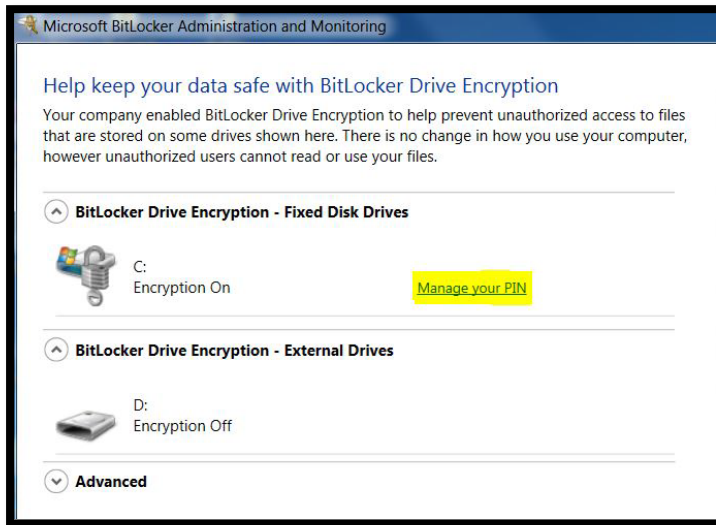 Microsoft BitLocker Administration and Monitoring
Help keep your data safe with BitLocker Drive Encryption
Your company enabled BitLocker Drive Encryption to help prevent unauthorized access to files
that are stored on some drives shown here. There is no change in how you use your computer,
however unauthorized users cannot read or use your files.
BitLocker Drive Encryption - Fixed Disk Drives
C:
Encryption On
Manage your PIN
BitLocker Drive Encryption - External Drives
D:
Encryption Off
Advanced